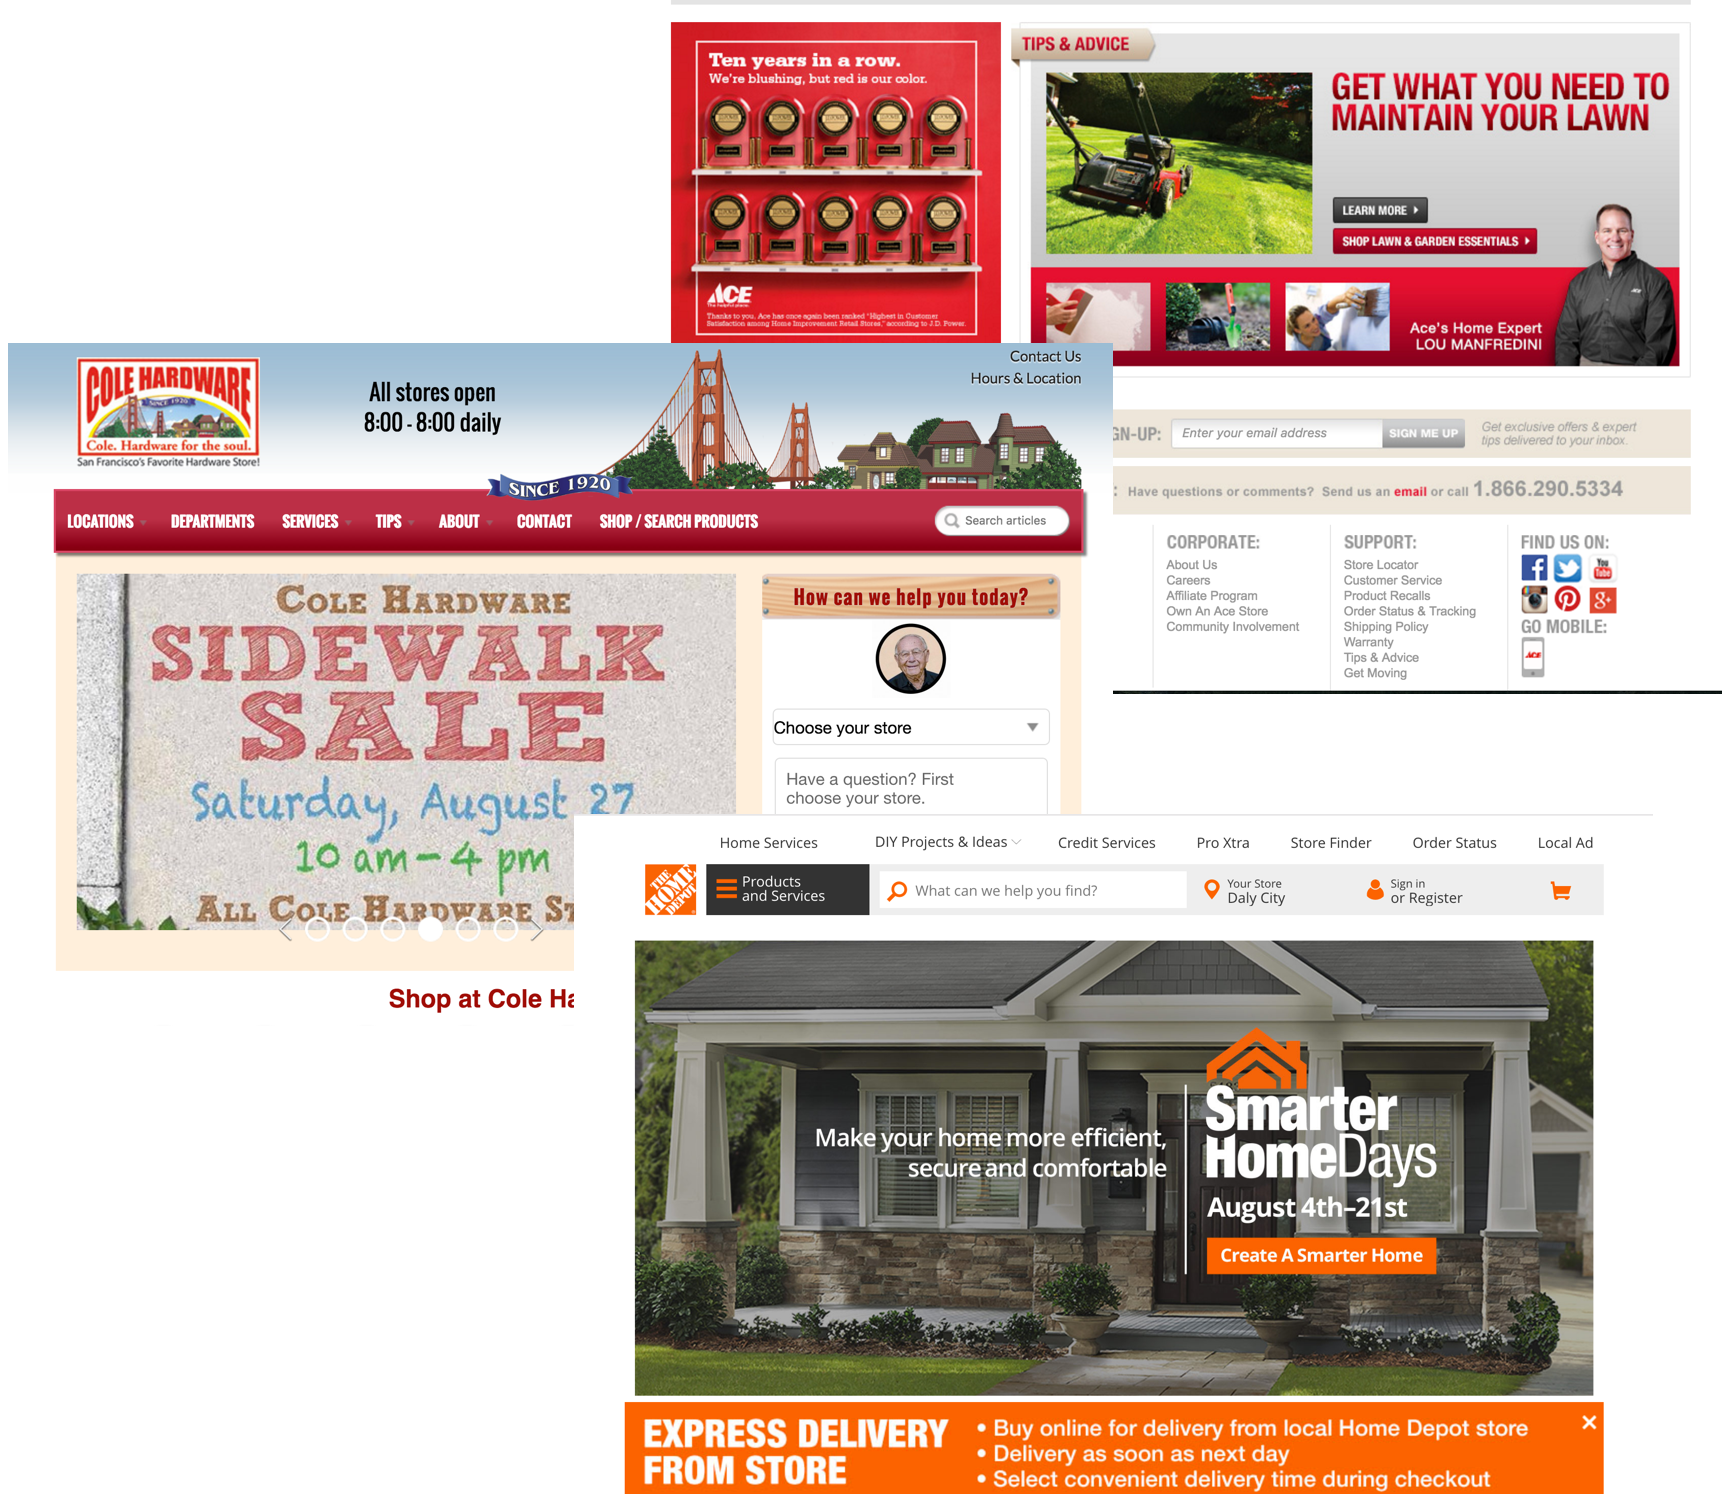 Ten years in a row.
We're blushing, but red is our color.
ACE
The helpful place.
Thanks to you, Ace has once again been ranked "Highest in Customer
Satisfaction among Home Improvement Retail Stores," according to J.D. Power.
TIPS & ADVICE
GET WHAT YOU NEED TO
MAINTAIN YOUR LAWN
LEARN MORE
SHOP LAWN & GARDEN ESSENTIALS
Ace's Home Expert
LOU MANFREDINI
GN-UP:
Enter your email address
SIGN ME UP
Get exclusive offers & expert
tips delivered to your inbox.
: Have questions or comments? Send us an email or call 1.866.290.5334
CORPORATE:
About Us
Careers
Affiliate Program
Own An Ace Store
Community Involvement
SUPPORT:
Store Locator
Customer Service
Product Recalls
Order Status & Tracking
Shipping Policy
Warranty
Tips & Advice
Get Moving
FIND US ON:
You
Tube
GO MOBILE:
ACE
COLE HARDWARE
SINCE 1920
Cole. Hardware for the soul.
San Francisco's Favorite Hardware Store!
All stores open
8:00 - 8:00 daily
Contact Us
Hours & Location
SINCE 1920
LOCATIONS
DEPARTMENTS
SERVICES
TIPS
ABOUT
CONTACT
SHOP / SEARCH PRODUCTS
Search articles
COLE HARDWARE
SIDEWALK
SALE
Saturday, August 27
10 am - 4 pm
ALL COLE HARDWARE ST
How can we help you today?
Choose your store
Have a question? First
choose your store.
Shop at Cole Ha
Home Services
DIY Projects & Ideas
Credit Services
Pro Xtra
Store Finder
Order Status
Local Ad
THE
HOME
DEPOT
Products
and Services
What can we help you find?
Your Store
Daly City
Sign in
or Register
Make your home more efficient,
secure and comfortable
Smarter
HomeDays
August 4th–21st
Create A Smarter Home
EXPRESS DELIVERY
FROM STORE
• Buy online for delivery from local Home Depot store
• Delivery as soon as next day
• Select convenient delivery time during checkout